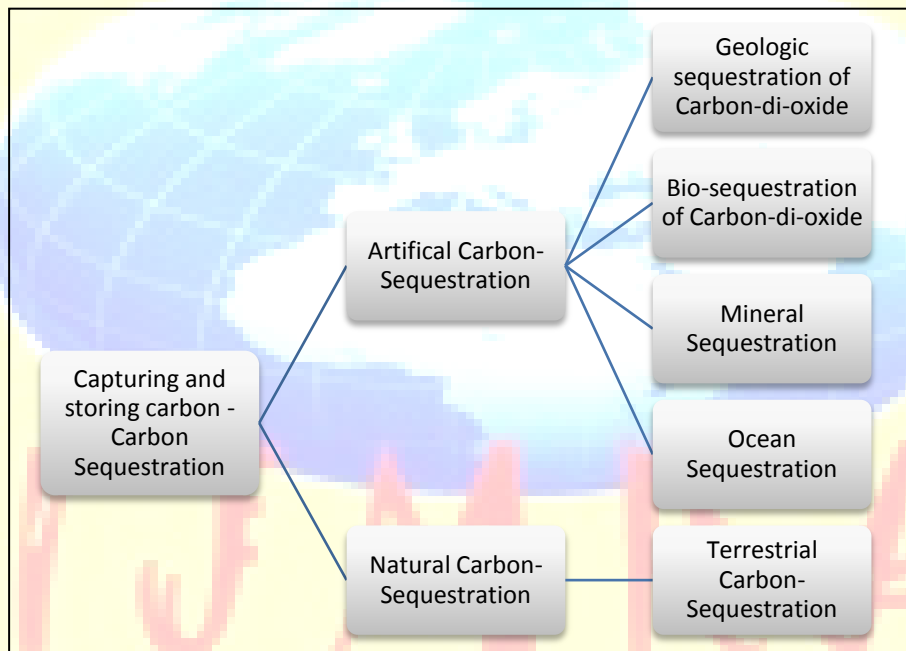 Geologic
sequestration of
Carbon-di-oxide
Bio-sequestration
of Carbon-di-oxide
Artifical Carbon-
Sequestration
Mineral
Sequestration
Capturing and
storing carbon -
Carbon
Sequestration
Ocean
Sequestration
Natural Carbon-
Sequestration
Terrestrial
Carbon-
Sequestration